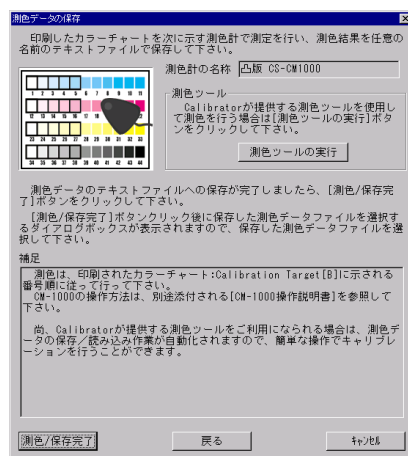 測色データの保存
印刷したカラーチャートを次に示す測色計で測定を行い、測色結果を任意の
名前のテキストファイルで保存して下さい。
測色計の名称 凸版 CS-CM1000
測色ツール
Calibratorが提供する測色ツールを使用し
て測色を行う場合は[測色ツールの実行]ボタ
ンをクリックして下さい。
測色ツールの実行
測色データのテキストファイルへの保存が完了しましたら、[測色/保存完
了]ボタンをクリックして下さい。
[測色/保存完了]ボタンクリック後に保存した測色データファイルを選択す
るダイアログボックスが表示されますので、保存した測色データファイルを選
択して下さい。
補足
測色は、印刷されたカラーチャート:Calibration Target[B]に示される
番号順に従って行って下さい。
CM-1000の操作方法は、別途添付される[CM-1000操作説明書]を参照して
下さい。
尚、Calibratorが提供する測色ツールをご利用になられる場合は、測色デ
ータの保存/読み込み作業が自動化されますので、簡単な操作でキャリブレ
ーションを行うことができます。
測色/保存完了
戻る
キャンセル